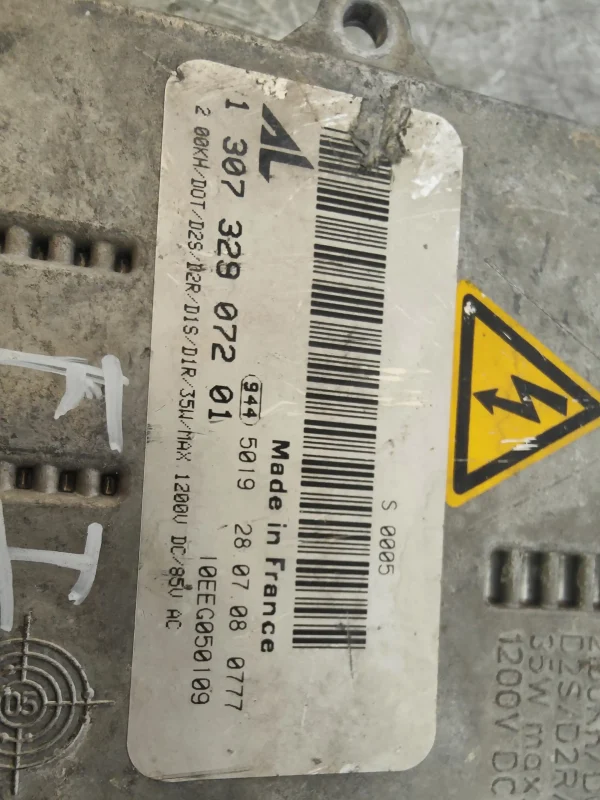 AL
1 307 329 072 01
2 00KH/DOT/D2S/D2R/D1S/D1R/35W/MAX 1200V DC/85V AC
944 5019 28.07.08 0777
10EEG050109
Made in France
S 0005
D2S/D2R/
35W max
1200V DC